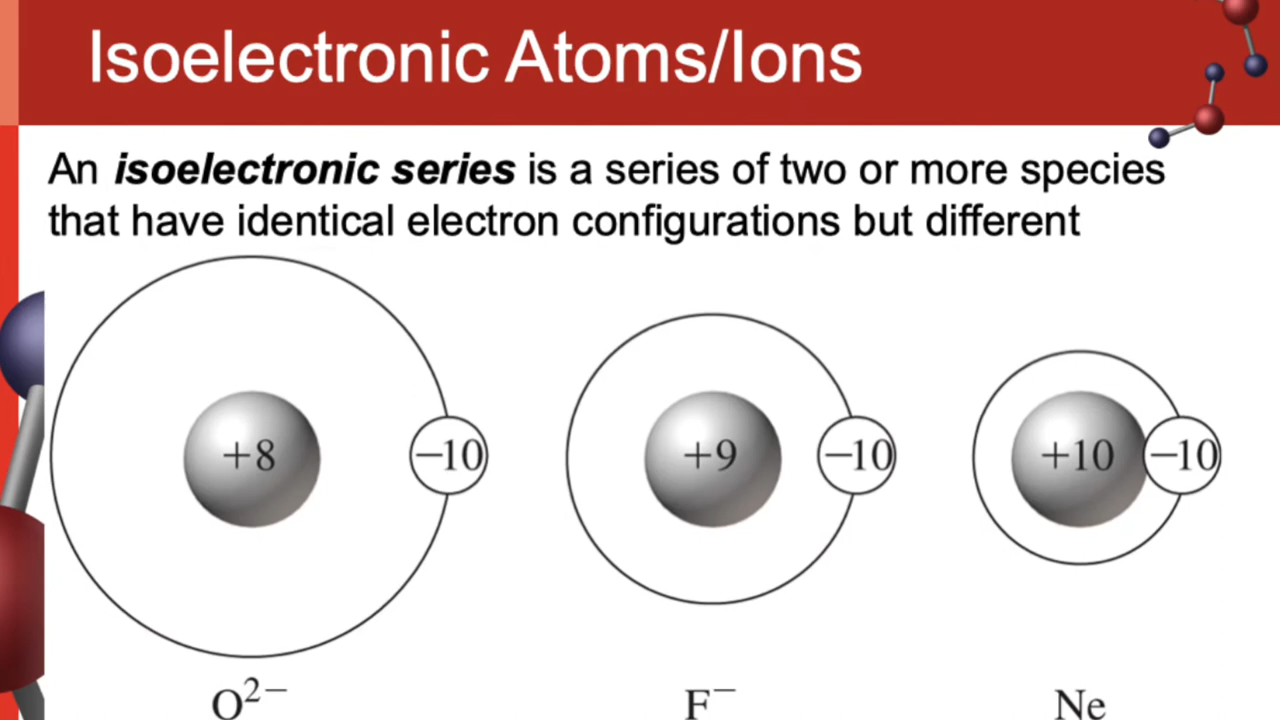 Isoelectronic Atoms/Ions
An isoelectronic series is a series of two or more species
that have identical electron configurations but different
+8 −10 +9 −10 +10 −10
O²⁻ F⁻ Ne